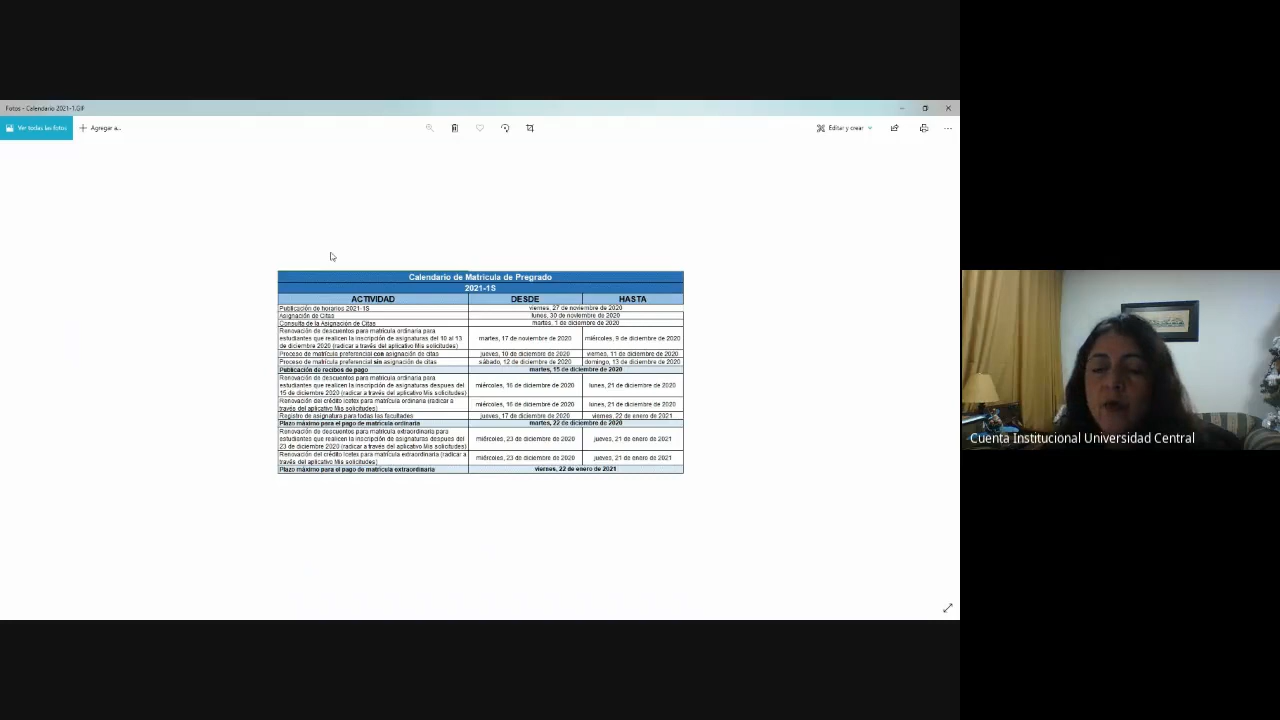 Fotos - Calendario 2021-1.GIF
Ver todas las fotos
Agregar a...
Editar y crear
Calendario de Matricula de Pregrado
2021-1S
ACTIVIDAD DESDE HASTA
Publicación de horarios 2021-1S viernes, 27 de noviembre de 2020
Asignación de Citas lunes, 30 de noviembre de 2020
Consulta de la Asignación de Citas martes, 1 de diciembre de 2020
Renovación de descuentos para matrícula ordinaria para
estudiantes que realicen la inscripción de asignaturas del 10 al 13 martes, 17 de noviembre de 2020 miércoles, 9 de diciembre de 2020
de diciembre 2020 (radicar a través del aplicativo Mis solicitudes)
Proceso de matrícula preferencial con asignación de citas jueves, 10 de diciembre de 2020 viernes, 11 de diciembre de 2020
Proceso de matrícula preferencial sin asignación de citas sábado, 12 de diciembre de 2020 domingo, 13 de diciembre de 2020
Publicación de recibos de pago martes, 15 de diciembre de 2020
Renovación de descuentos para matrícula ordinaria para
estudiantes que realicen la inscripción de asignaturas despues del miércoles, 16 de diciembre de 2020 lunes, 21 de diciembre de 2020
15 de diciembre 2020 (radicar a través del aplicativo Mis solicitudes)
Renovación del crédito icetex para matrícula ordinaria (radicar a miércoles, 16 de diciembre de 2020 lunes, 21 de diciembre de 2020
través del aplicativo Mis solicitudes)
Registro de asignatura para todas las facultades jueves, 17 de diciembre de 2020 viernes, 22 de enero de 2021
Plazo máximo para el pago de matrícula ordinaria martes, 22 de diciembre de 2020
Renovación de descuentos para matrícula extraordinaria para
estudiantes que realicen la inscripción de asignaturas despues del miércoles, 23 de diciembre de 2020 jueves, 21 de enero de 2021
23 de diciembre 2020 (radicar a través del aplicativo Mis solicitudes)
Renovación del crédito Icetex para matrícula extraordinaria (radicar a miércoles, 23 de diciembre de 2020 jueves, 21 de enero de 2021
través del aplicativo Mis solicitudes)
Plazo máximo para el pago de matrícula extraordinaria viernes, 22 de enero de 2021
Cuenta Institucional Universidad Central